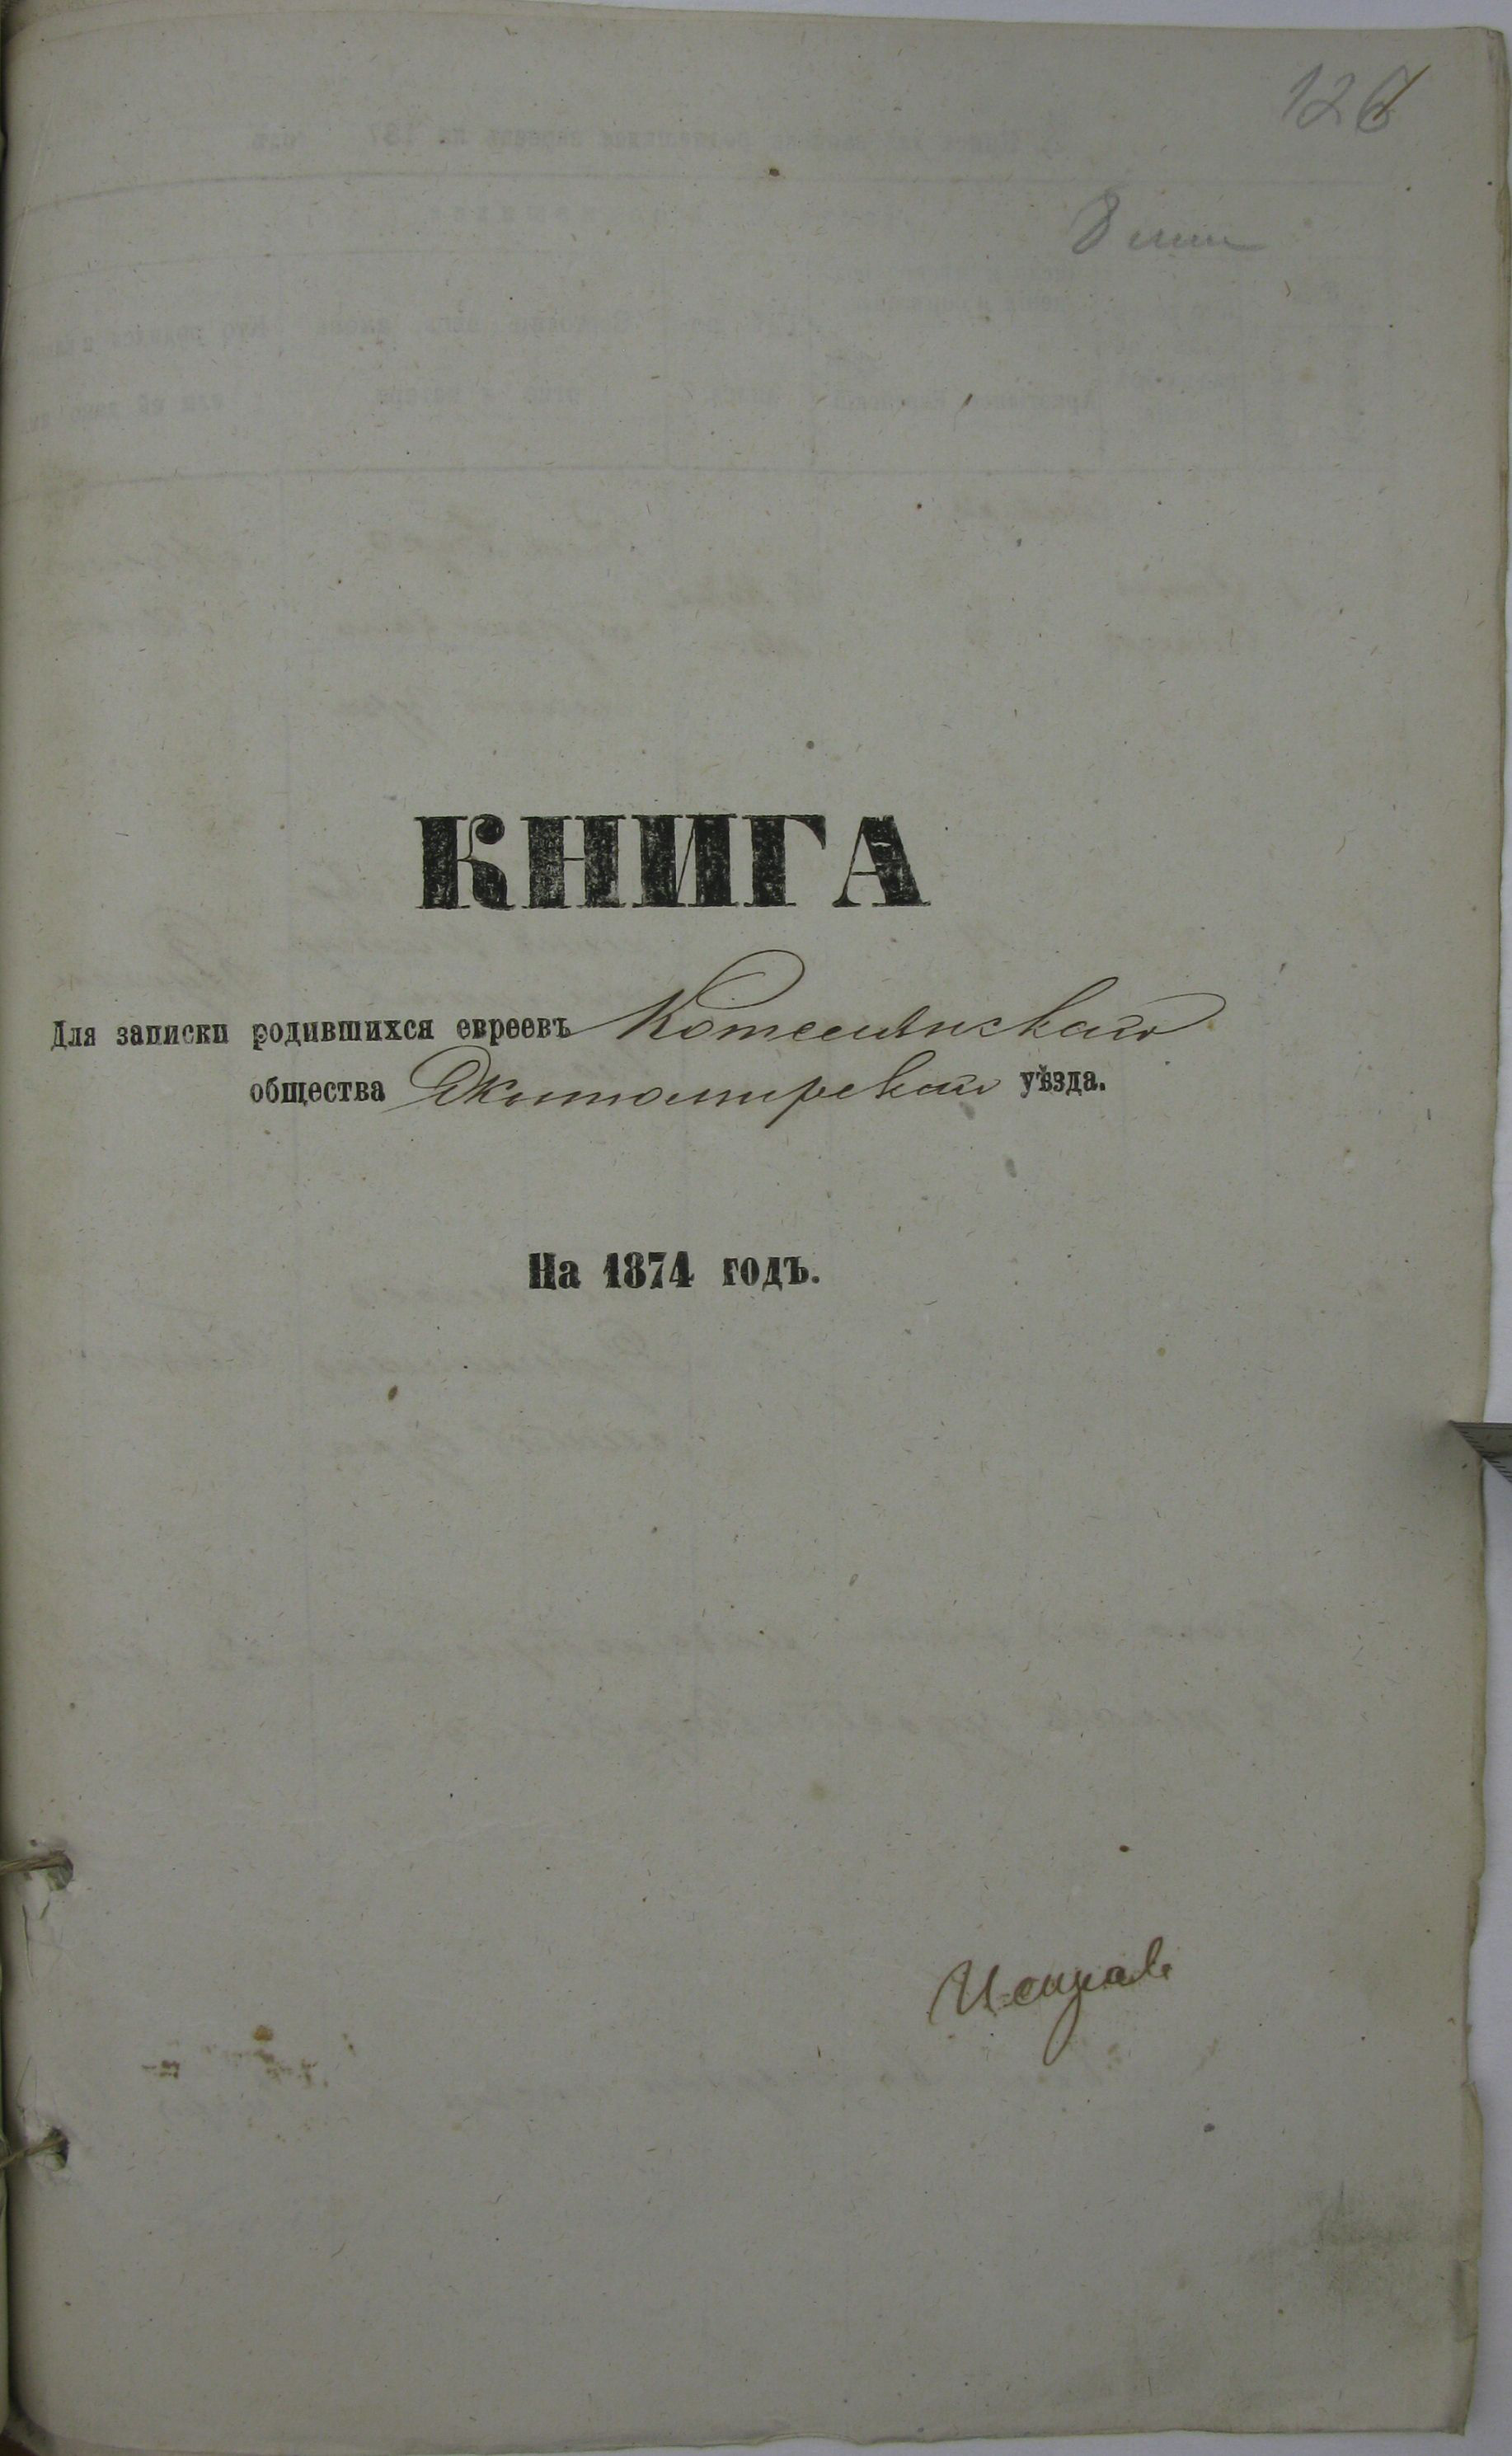 126
КНИГА
Для записки родившихся евреевъ Котельнскаго
общества Житомирскаго уѣзда.
На 1874 годъ.